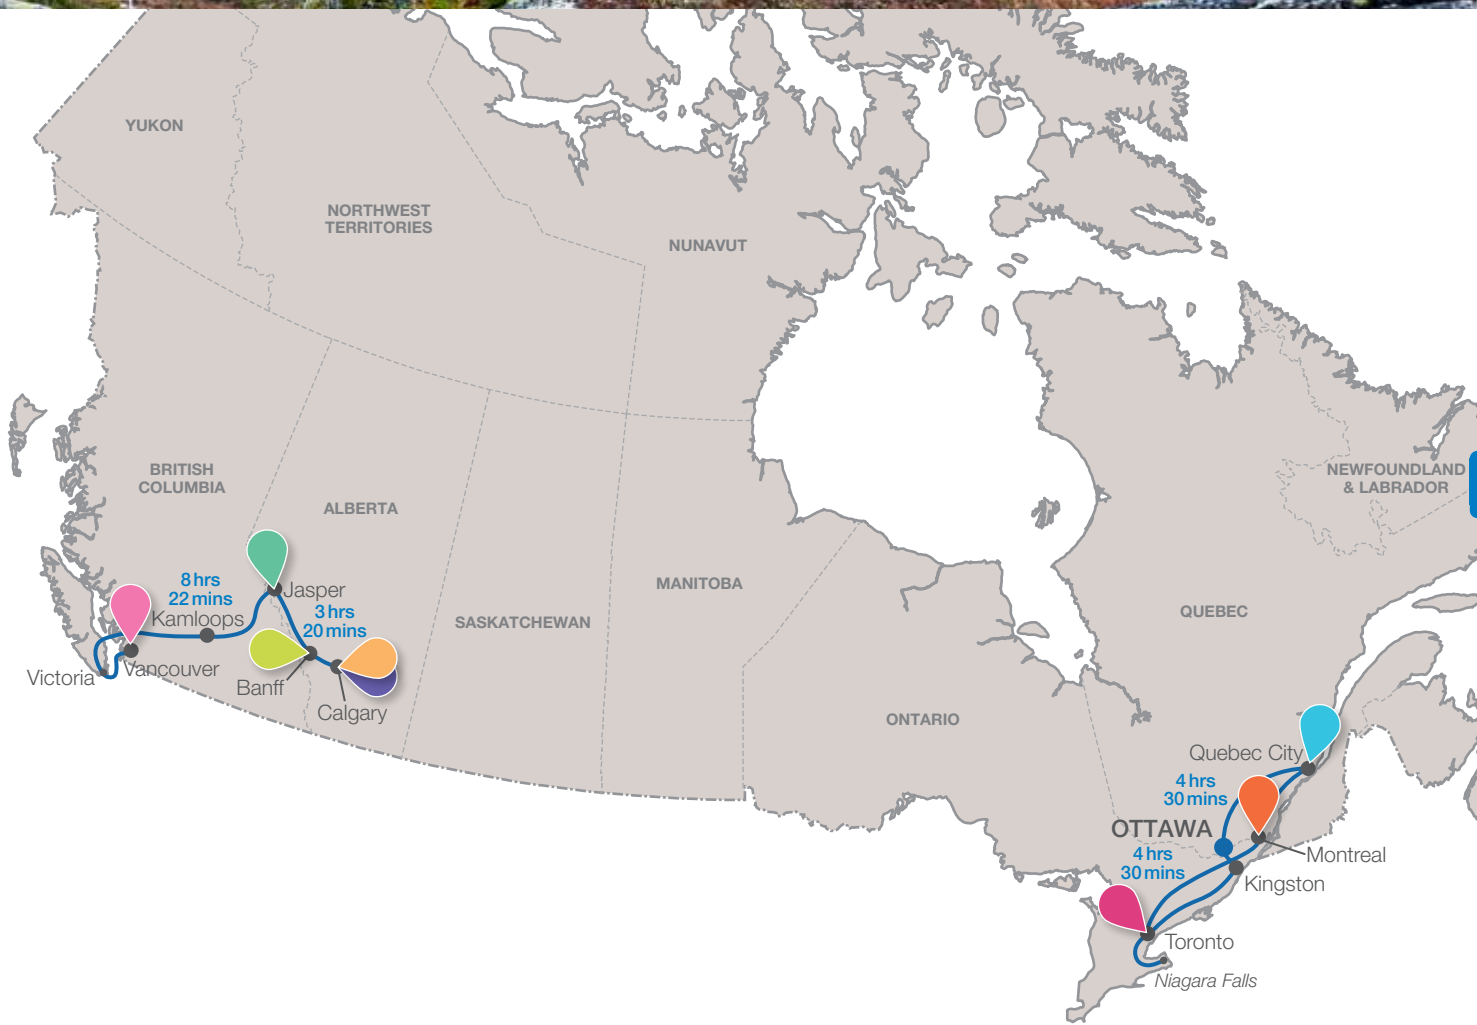 YUKON
NORTHWEST
TERRITORIES
NUNAVUT
BRITISH
COLUMBIA
ALBERTA
NEWFOUNDLAND
& LABRADOR
MANITOBA
SASKATCHEWAN
QUEBEC
ONTARIO
8 hrs
22 mins
Jasper
3 hrs
20 mins
Kamloops
Vancouver
Victoria
Banff
Calgary
Quebec City
4 hrs
30 mins
OTTAWA
4 hrs
30 mins
Montreal
Kingston
Toronto
Niagara Falls